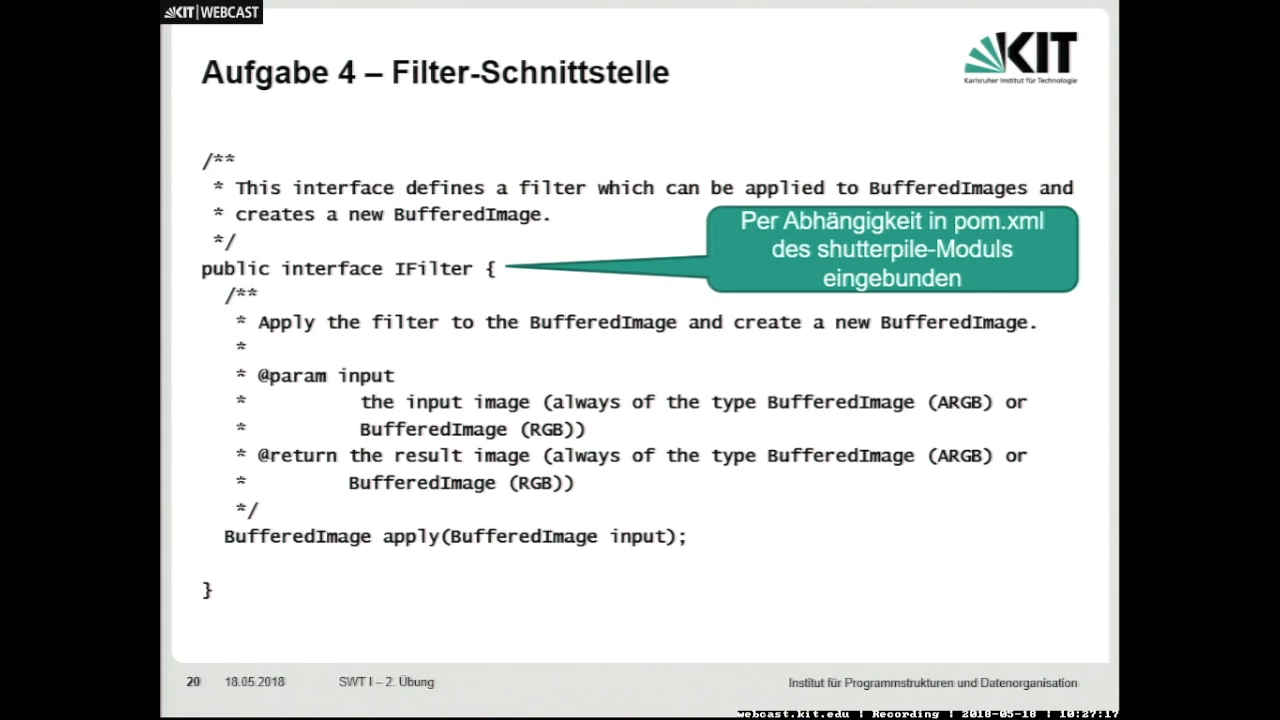 KIT | WEBCAST
Aufgabe 4 – Filter-Schnittstelle
KIT
Karlsruher Institut für Technologie
/**
* This interface defines a filter which can be applied to BufferedImages and
* creates a new BufferedImage.
*/
public interface IFilter {
Per Abhängigkeit in pom.xml
des shutterpile-Moduls
eingebunden
/**
* Apply the filter to the BufferedImage and create a new BufferedImage.
*
* @param input
* the input image (always of the type BufferedImage (ARGB) or
* BufferedImage (RGB))
* @return the result image (always of the type BufferedImage (ARGB) or
* BufferedImage (RGB))
*/
BufferedImage apply(BufferedImage input);
}
20 18.05.2018 SWT I – 2. Übung Institut für Programmstrukturen und Datenorganisation
webcast.kit.edu | Recording | 2018-05-18 | 10:27:17